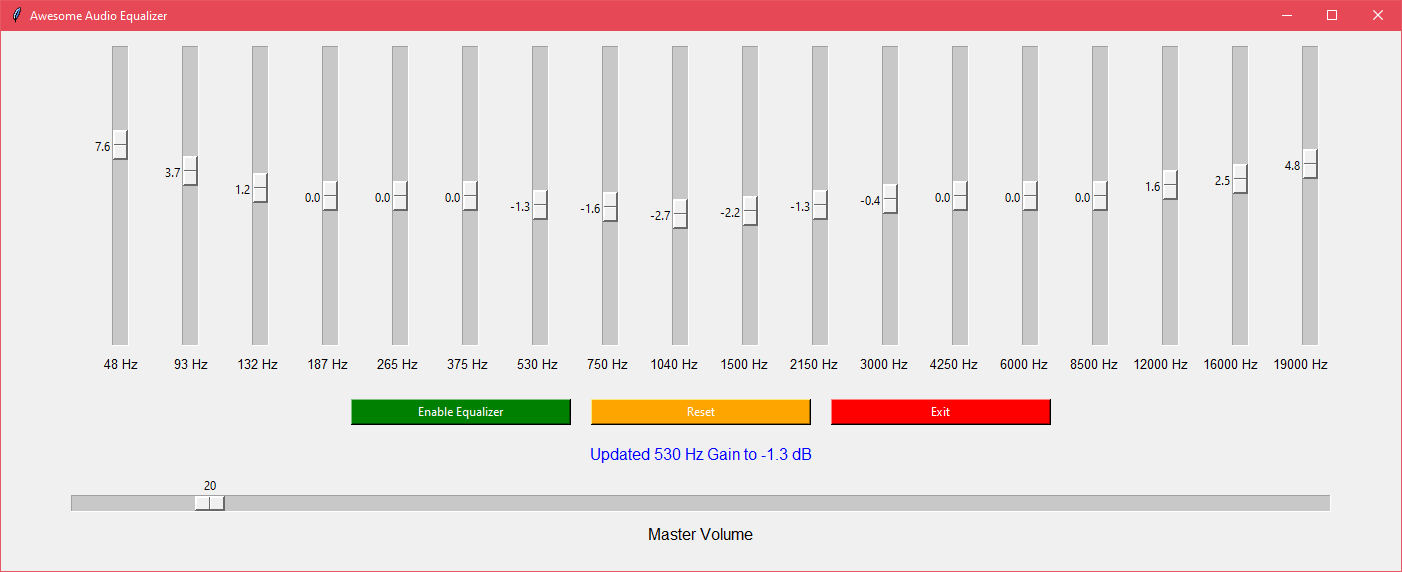 Awesome Audio Equalizer
7.6 3.7 1.2 0.0 0.0 0.0 -1.3 -1.6 -2.7 -2.2 -1.3 -0.4 0.0 0.0 0.0 1.6 2.5 4.8
48 Hz 93 Hz 132 Hz 187 Hz 265 Hz 375 Hz 530 Hz 750 Hz 1040 Hz 1500 Hz 2150 Hz 3000 Hz 4250 Hz 6000 Hz 8500 Hz 12000 Hz 16000 Hz 19000 Hz
Enable Equalizer Reset Exit
Updated 530 Hz Gain to -1.3 dB
20
Master Volume